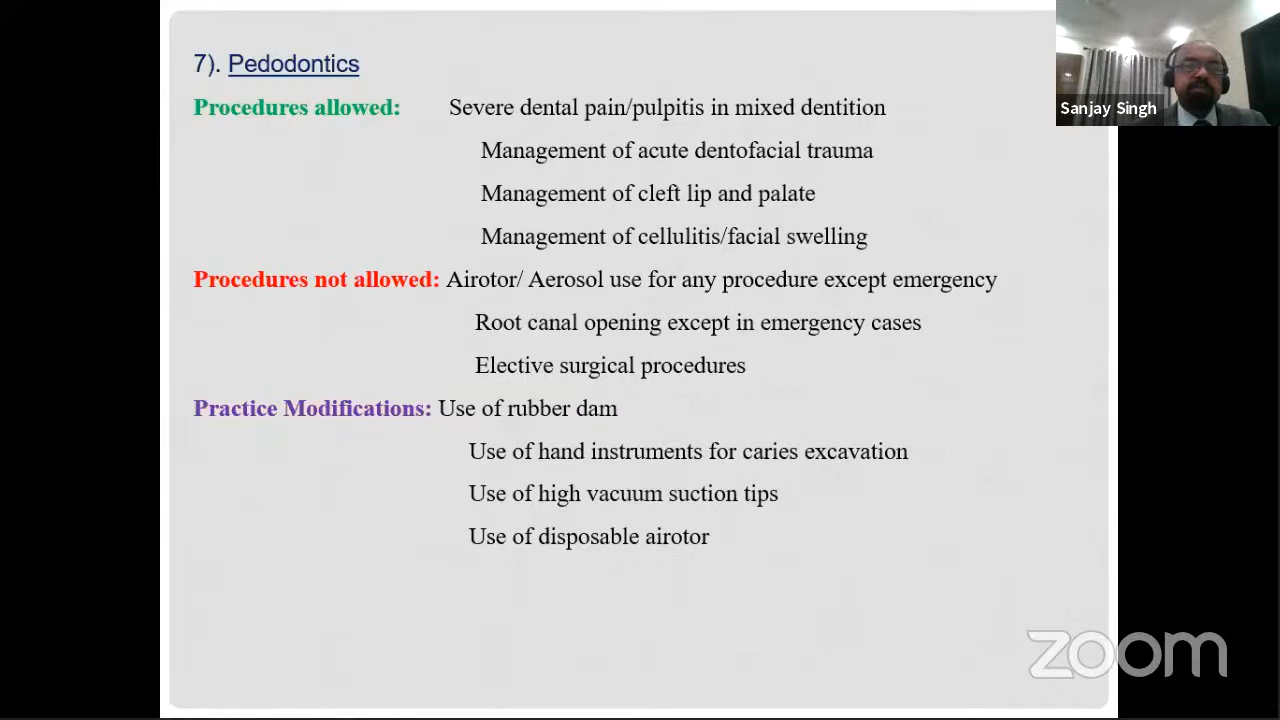 7). Pedodontics
Procedures allowed: Severe dental pain/pulpitis in mixed dentition
Management of acute dentofacial trauma
Management of cleft lip and palate
Management of cellulitis/facial swelling
Procedures not allowed: Airotor/ Aerosol use for any procedure except emergency
Root canal opening except in emergency cases
Elective surgical procedures
Practice Modifications: Use of rubber dam
Use of hand instruments for caries excavation
Use of high vacuum suction tips
Use of disposable airotor
Sanjay Singh
zoom